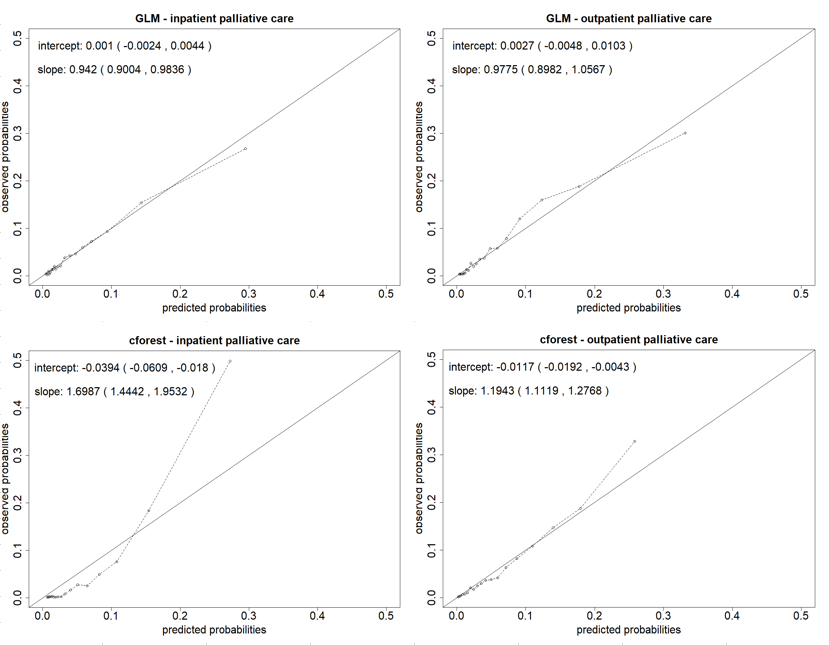 GLM - inpatient palliative care
intercept: 0.001 ( -0.0024 , 0.0044 )
slope: 0.942 ( 0.9004 , 0.9836 )
observed probabilities
0.0 0.1 0.2 0.3 0.4 0.5
0.0 0.1 0.2 0.3 0.4 0.5
predicted probabilities
GLM - outpatient palliative care
intercept: 0.0027 ( -0.0048 , 0.0103 )
slope: 0.9775 ( 0.8982 , 1.0567 )
observed probabilities
0.0 0.1 0.2 0.3 0.4 0.5
0.0 0.1 0.2 0.3 0.4 0.5
predicted probabilities
cforest - inpatient palliative care
intercept: -0.0394 ( -0.0609 , -0.018 )
slope: 1.6987 ( 1.4442 , 1.9532 )
observed probabilities
0.0 0.1 0.2 0.3 0.4 0.5
0.0 0.1 0.2 0.3 0.4 0.5
predicted probabilities
cforest - outpatient palliative care
intercept: -0.0117 ( -0.0192 , -0.0043 )
slope: 1.1943 ( 1.1119 , 1.2768 )
observed probabilities
0.0 0.1 0.2 0.3 0.4 0.5
0.0 0.1 0.2 0.3 0.4 0.5
predicted probabilities